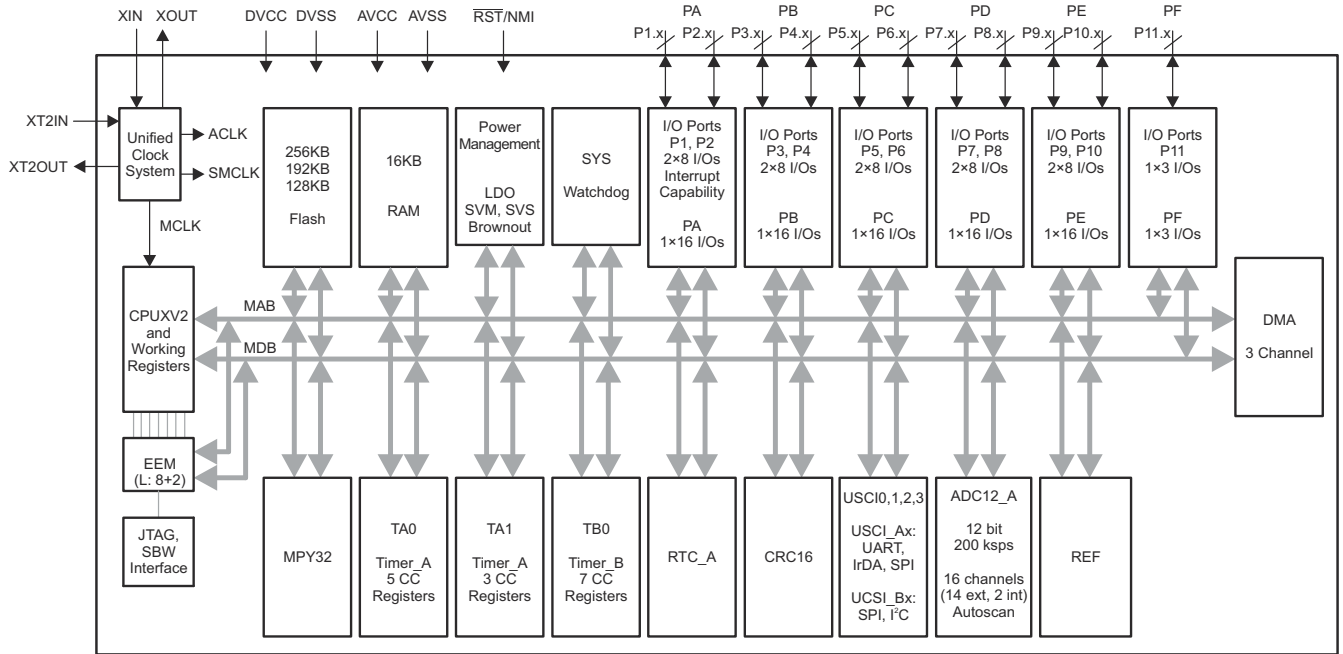 XIN XOUT DVCC DVSS AVCC AVSS RST/NMI PA PB PC PD PE PF
P1.x P2.x P3.x P4.x P5.x P6.x P7.x P8.x P9.x P10.x P11.x
XT2IN
XT2OUT
Unified
Clock
System
ACLK
SMCLK
MCLK
256KB
192KB
128KB
Flash
16KB
RAM
Power
Management
LDO
SVM, SVS
Brownout
SYS
Watchdog
I/O Ports
P1, P2
2×8 I/Os
Interrupt
Capability
PA
1×16 I/Os
I/O Ports
P3, P4
2×8 I/Os
PB
1×16 I/Os
I/O Ports
P5, P6
2×8 I/Os
PC
1×16 I/Os
I/O Ports
P7, P8
2×8 I/Os
PD
1×16 I/Os
I/O Ports
P9, P10
2×8 I/Os
PE
1×16 I/Os
I/O Ports
P11
1×3 I/Os
PF
1×3 I/Os
CPUXV2
and
Working
Registers
MAB
MDB
DMA
3 Channel
EEM
(L: 8+2)
JTAG,
SBW
Interface
MPY32
TA0
Timer_A
5 CC
Registers
TA1
Timer_A
3 CC
Registers
TB0
Timer_B
7 CC
Registers
RTC_A
CRC16
USCI0,1,2,3
USCI_Ax:
UART,
IrDA, SPI
UCSI_Bx:
SPI, I²C
ADC12_A
12 bit
200 ksps
16 channels
(14 ext, 2 int)
Autoscan
REF